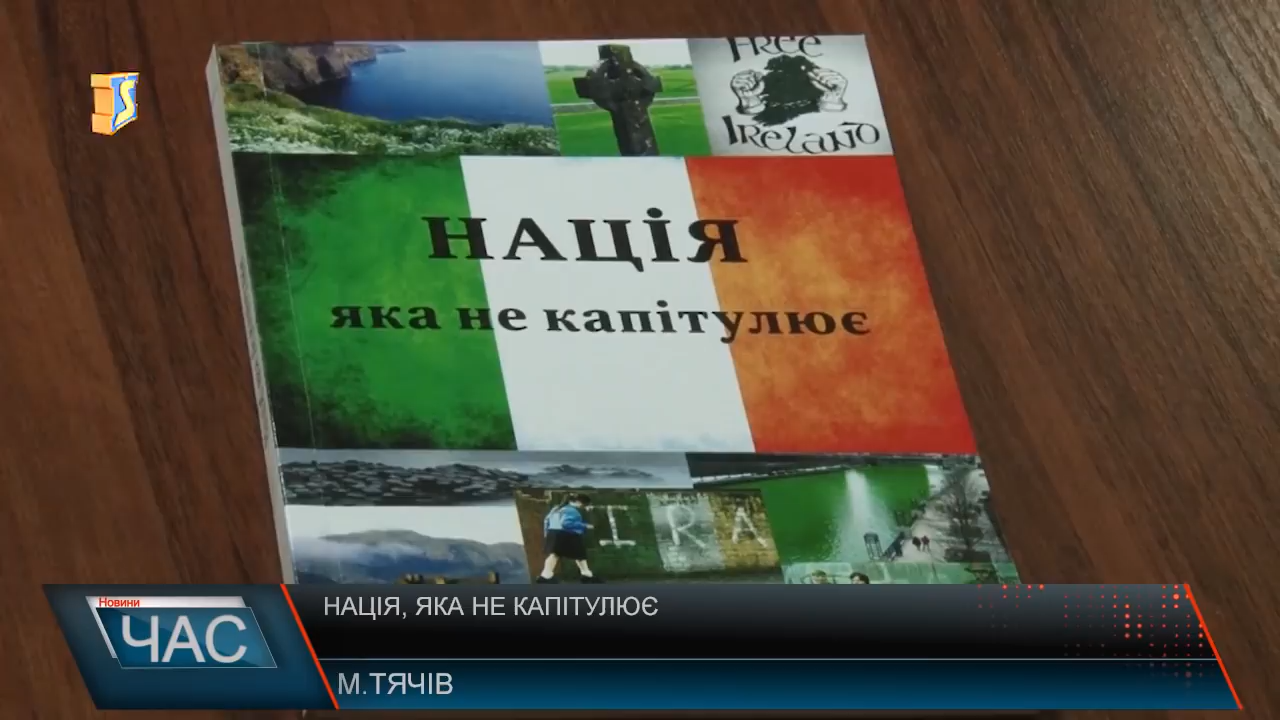 FREE
IRELAND
НАЦІЯ
яка не капітулює
IRA
Новини
ЧАС
НАЦІЯ, ЯКА НЕ КАПІТУЛЮЄ
М.ТЯЧІВ